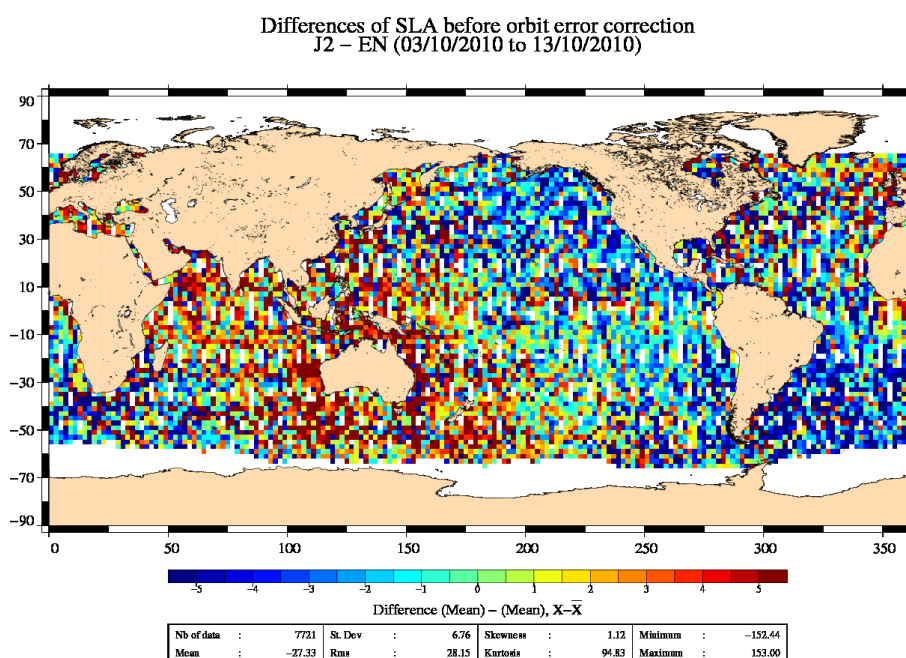 Differences of SLA before orbit error correction
J2 − EN (03/10/2010 to 13/10/2010)
90
70
50
30
10
−10
−30
−50
−70
−90
0 50 100 150 200 250 300 350
−5 −4 −3 −2 −1 0 1 2 3 4 5
Difference (Mean) − (Mean), X−X̅
Nb of data : 7721 St. Dev : 6.76 Skewness : 1.12 Minimum : −152.44
Mean : −27.33 Rms : 28.15 Kurtosis : 94.83 Maximum : 153.00